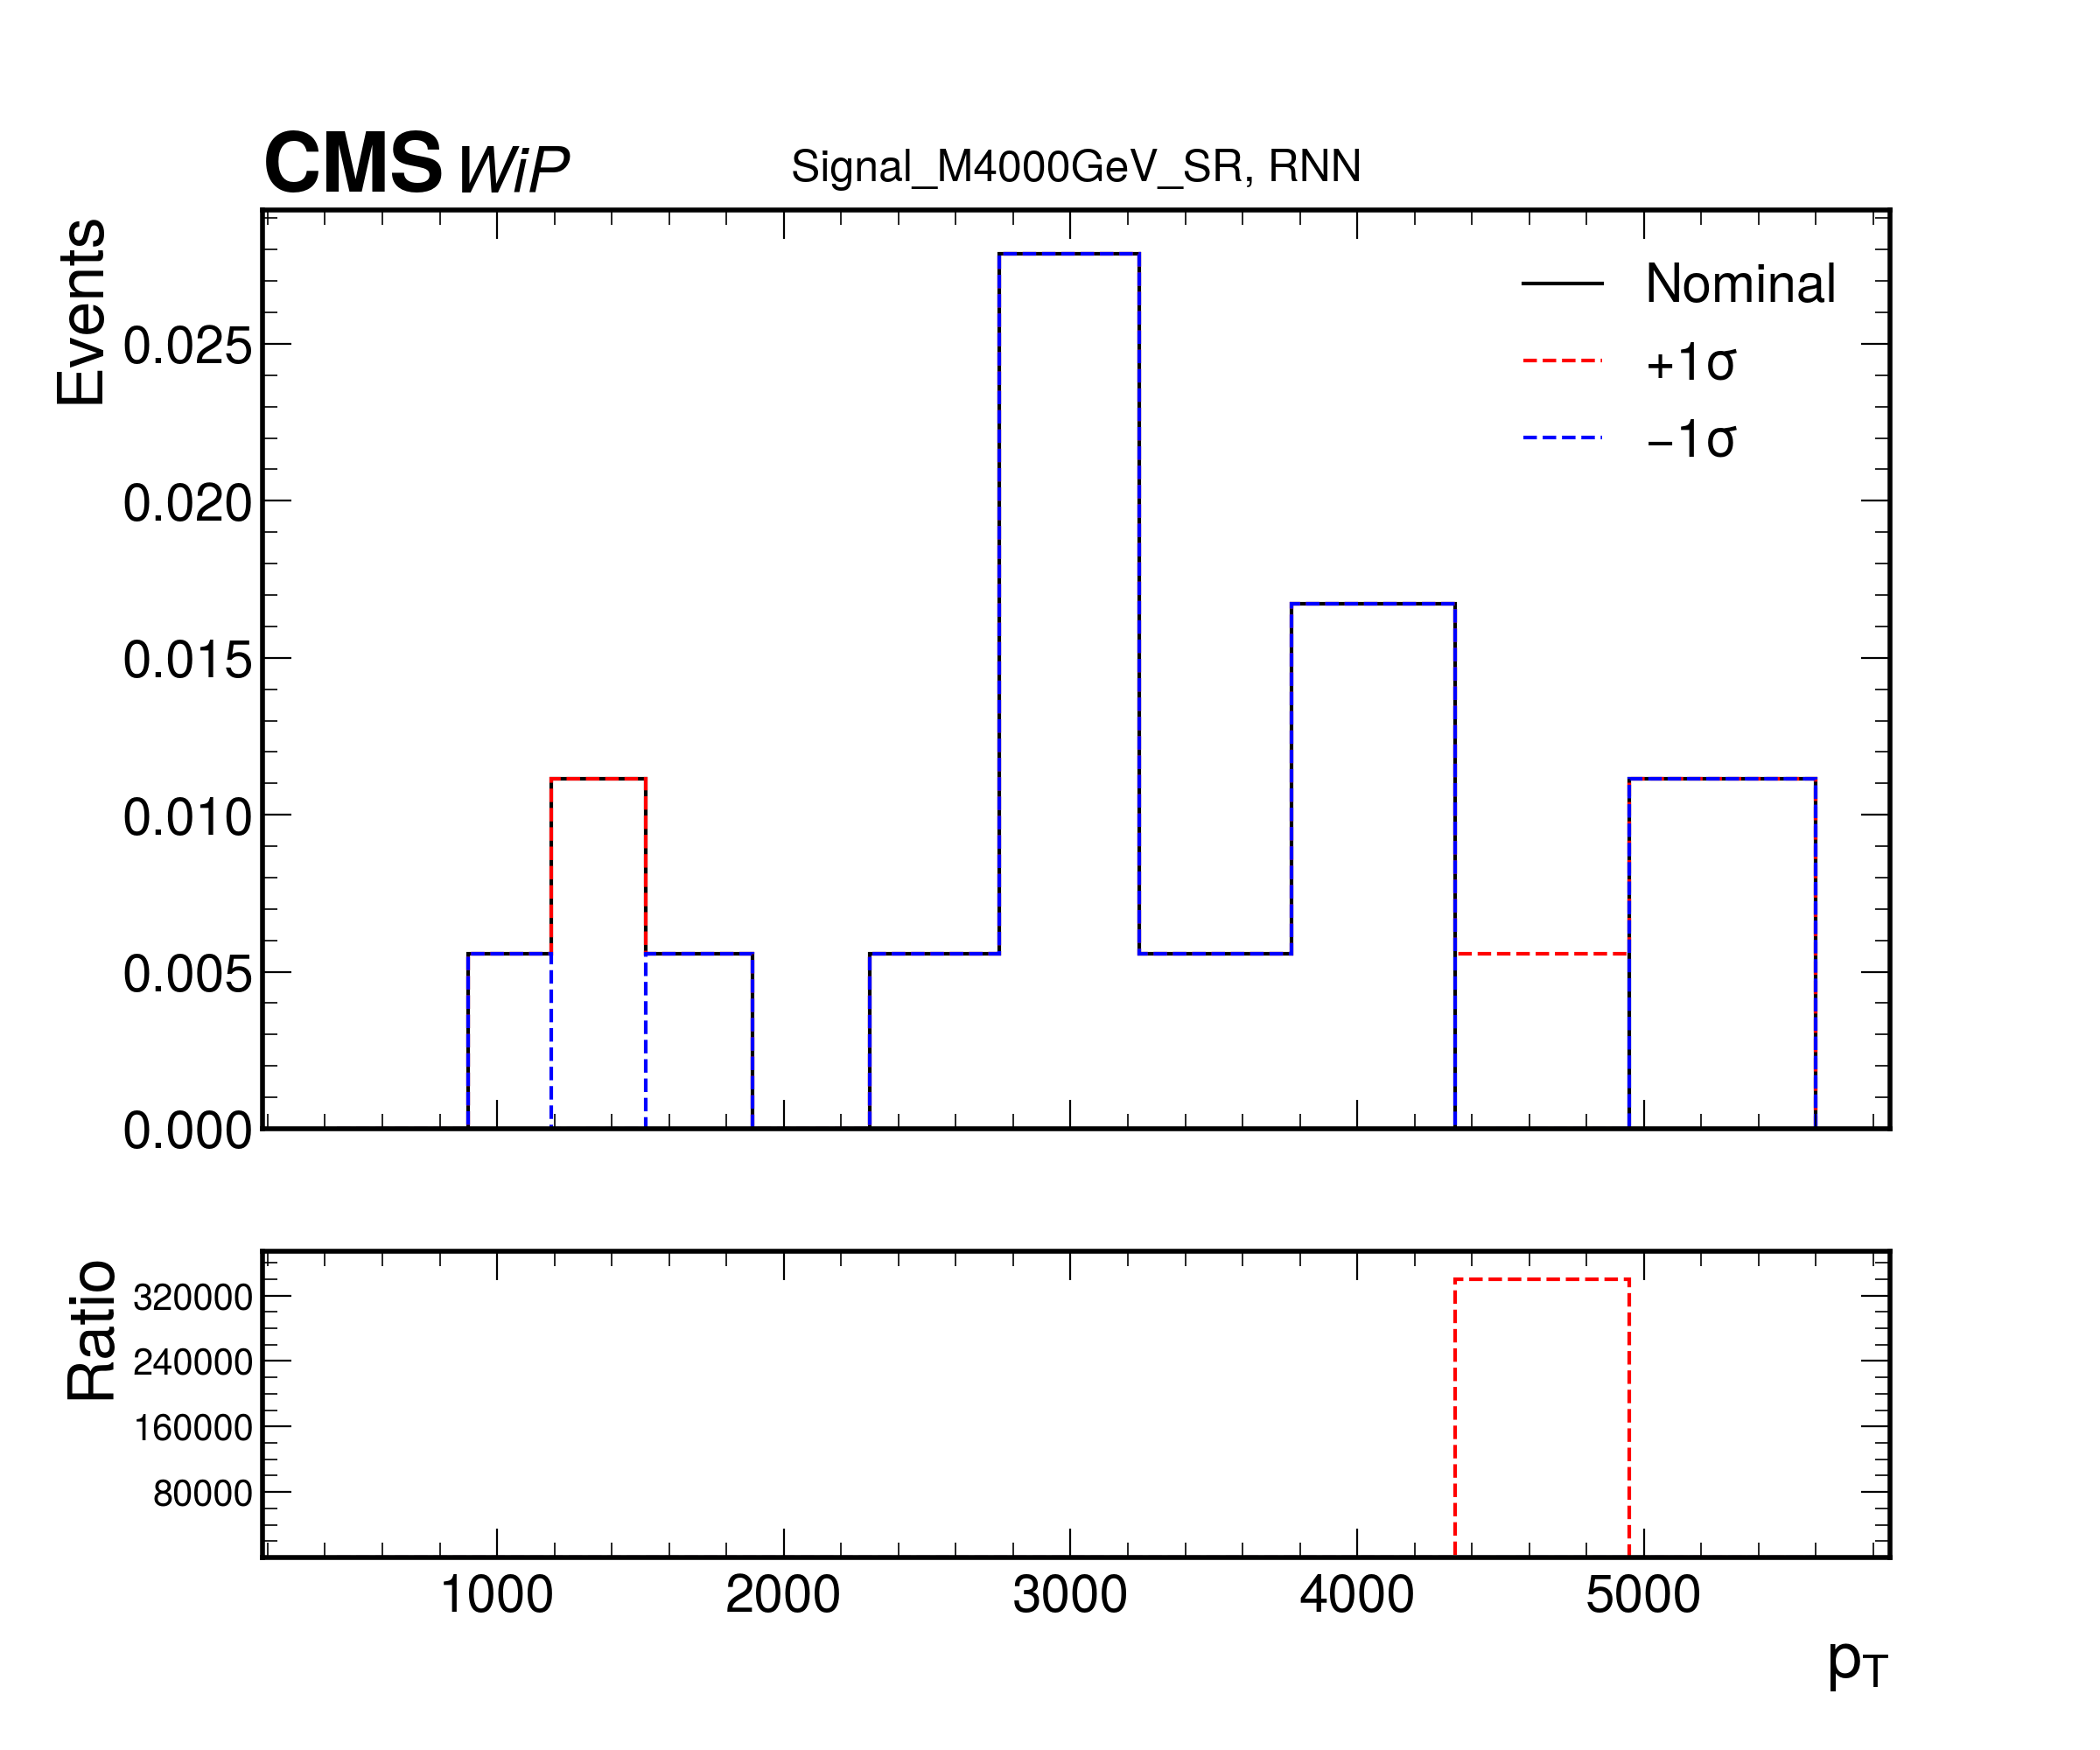 CMS WiP
Signal_M4000GeV_SR, RNN
Events
0.025
0.020
0.015
0.010
0.005
0.000
Nominal
+1σ
−1σ
Ratio
320000
240000
160000
80000
1000 2000 3000 4000 5000
pT